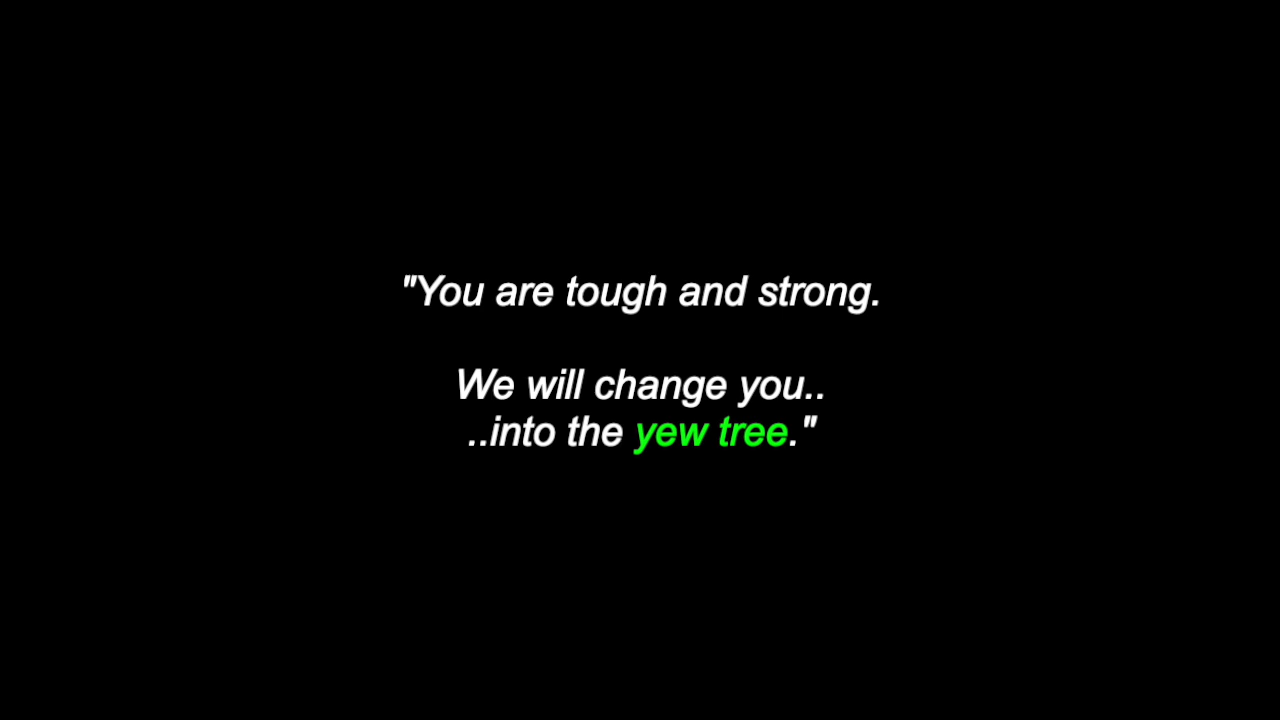 "You are tough and strong.
We will change you..
..into the yew tree."